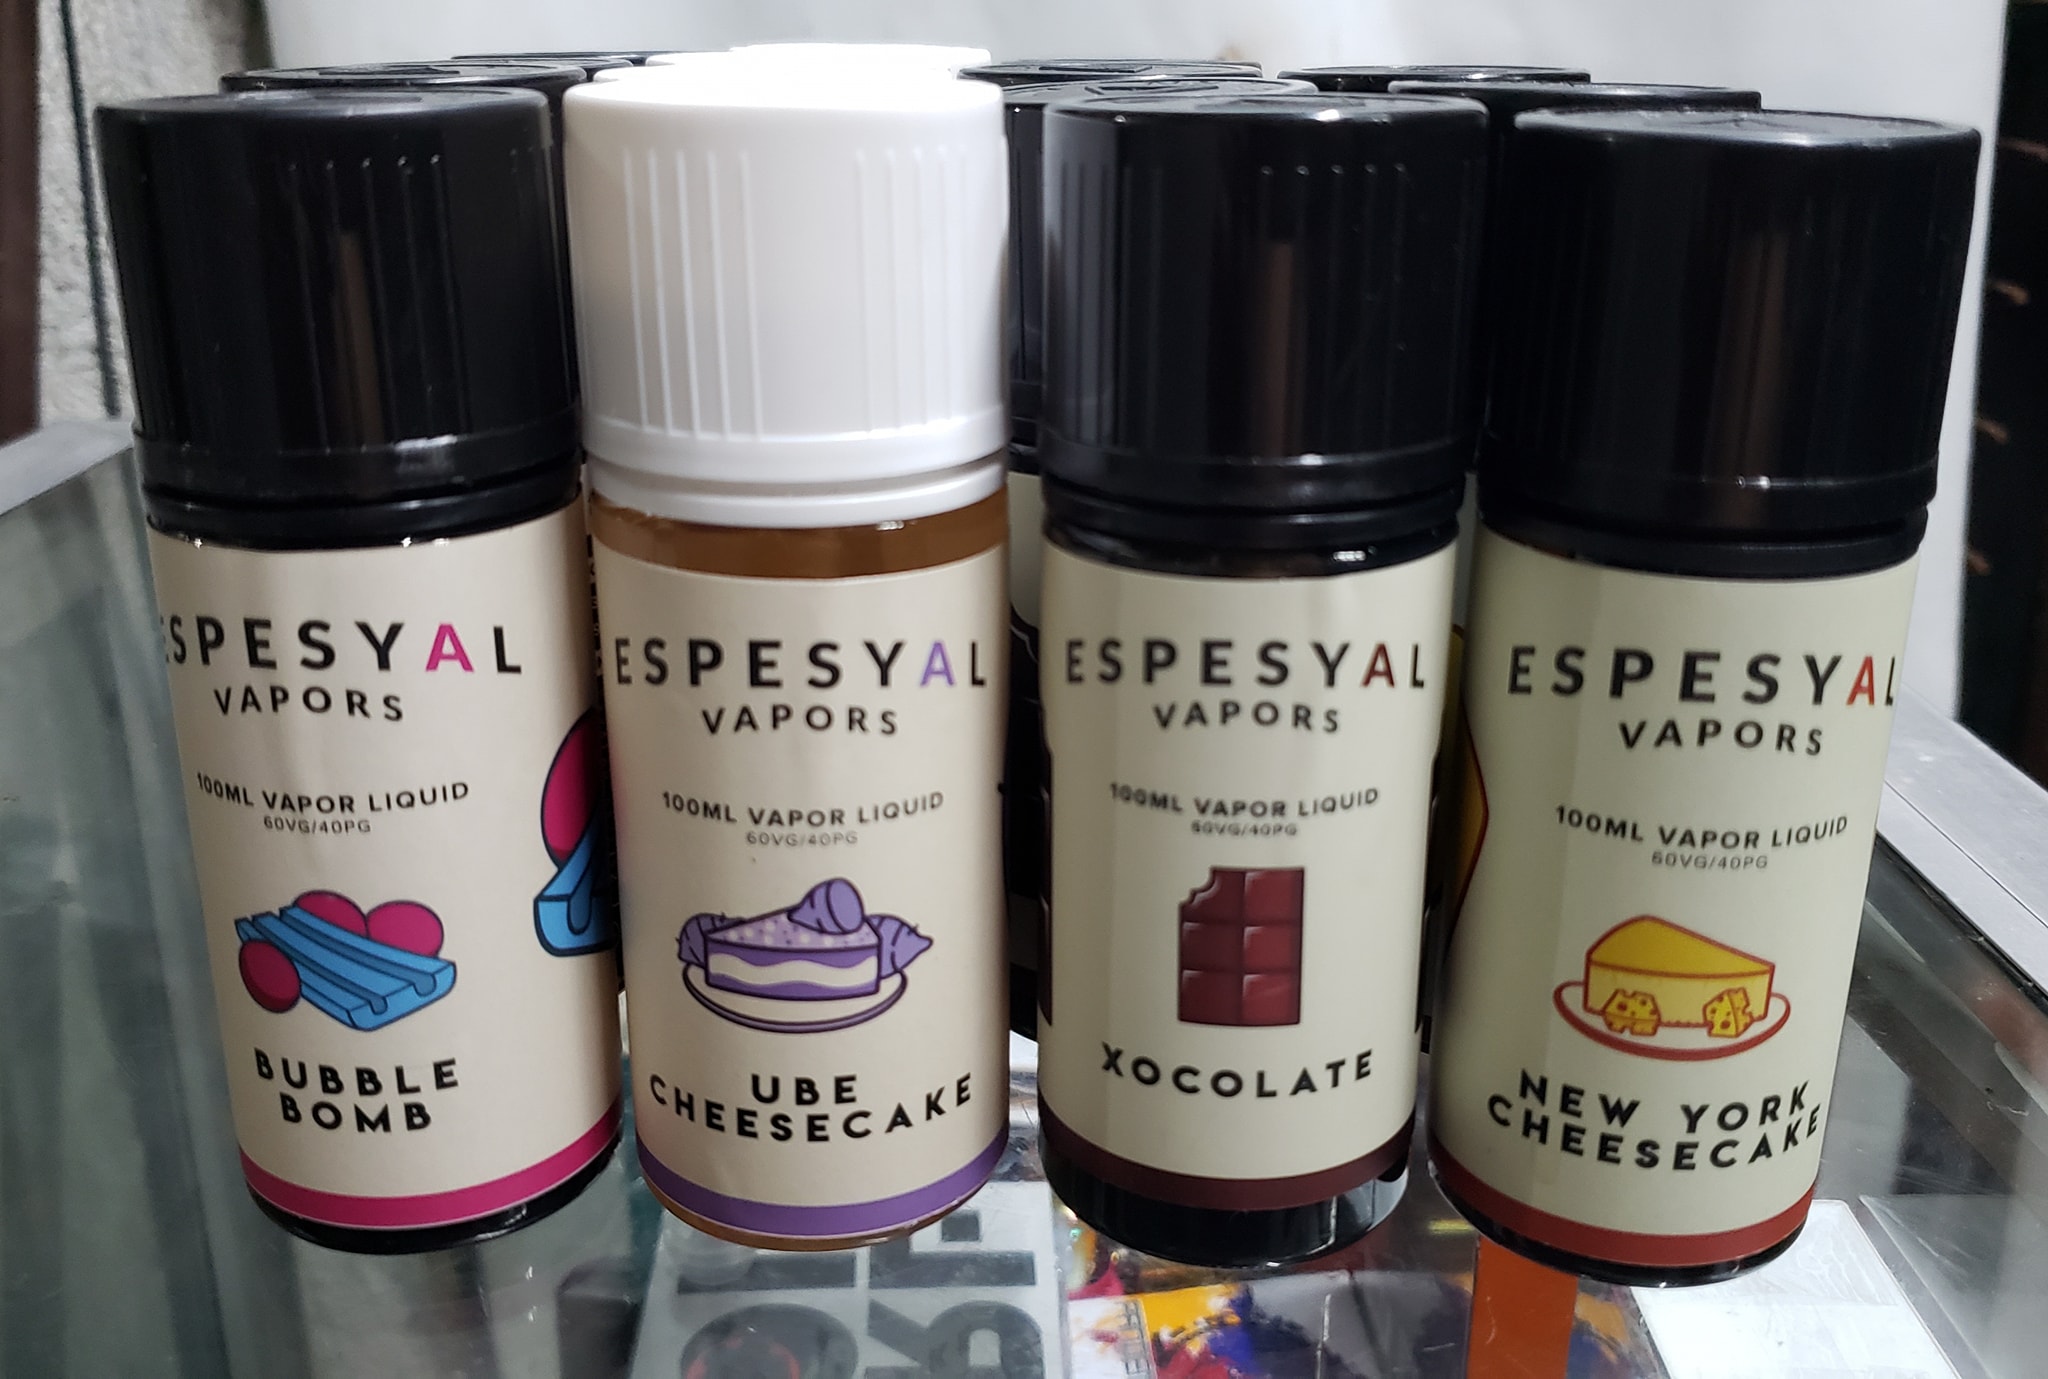 ESPESYAL
VAPORS
100ML VAPOR LIQUID
60VG/40PG
BUBBLE
BOMB
ESPESYAL
VAPORS
100ML VAPOR LIQUID
60VG/40PG
UBE
CHEESECAKE
ESPESYAL
VAPORS
100ML VAPOR LIQUID
60VG/40PG
XOCOLATE
ESPESYAL
VAPORS
100ML VAPOR LIQUID
60VG/40PG
NEW YORK
CHEESECAKE